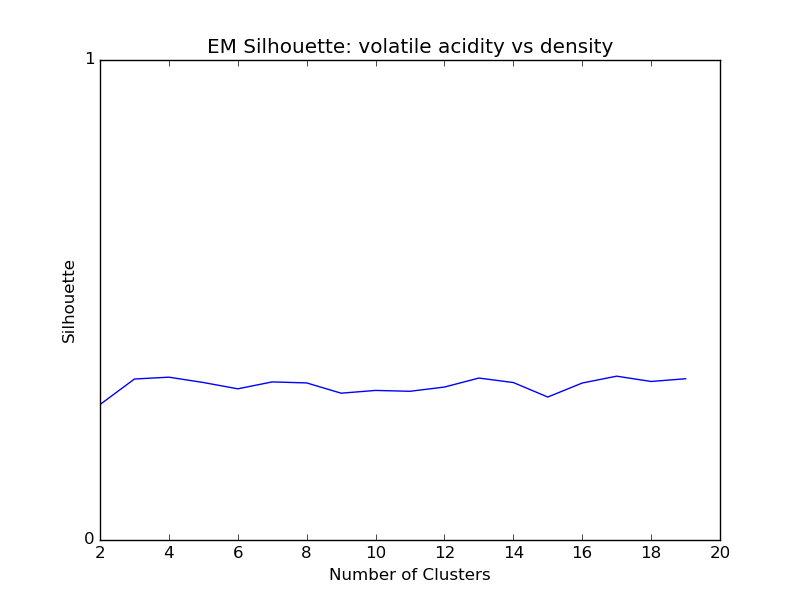 EM Silhouette: volatile acidity vs density
1
Silhouette
0
2 4 6 8 10 12 14 16 18 20
Number of Clusters